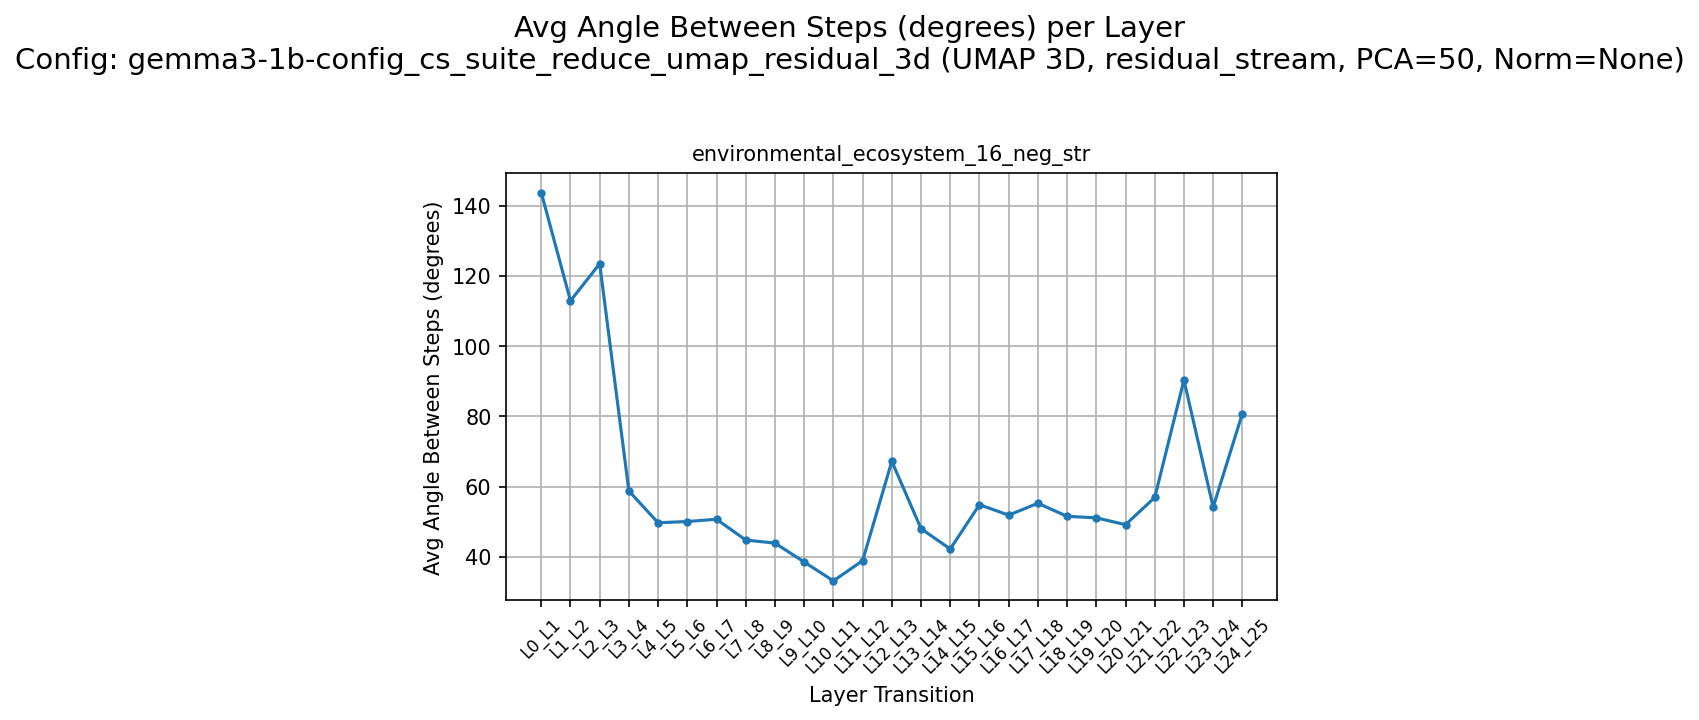 Avg Angle Between Steps (degrees) per Layer
Config: gemma3-1b-config_cs_suite_reduce_umap_residual_3d (UMAP 3D, residual_stream, PCA=50, Norm=None)
environmental_ecosystem_16_neg_str
Avg Angle Between Steps (degrees)
140
120
100
80
60
40
L0_L1
L1_L2
L2_L3
L3_L4
L4_L5
L5_L6
L6_L7
L7_L8
L8_L9
L9_L10
L10_L11
L11_L12
L12_L13
L13_L14
L14_L15
L15_L16
L16_L17
L17_L18
L18_L19
L19_L20
L20_L21
L21_L22
L22_L23
L23_L24
L24_L25
Layer Transition